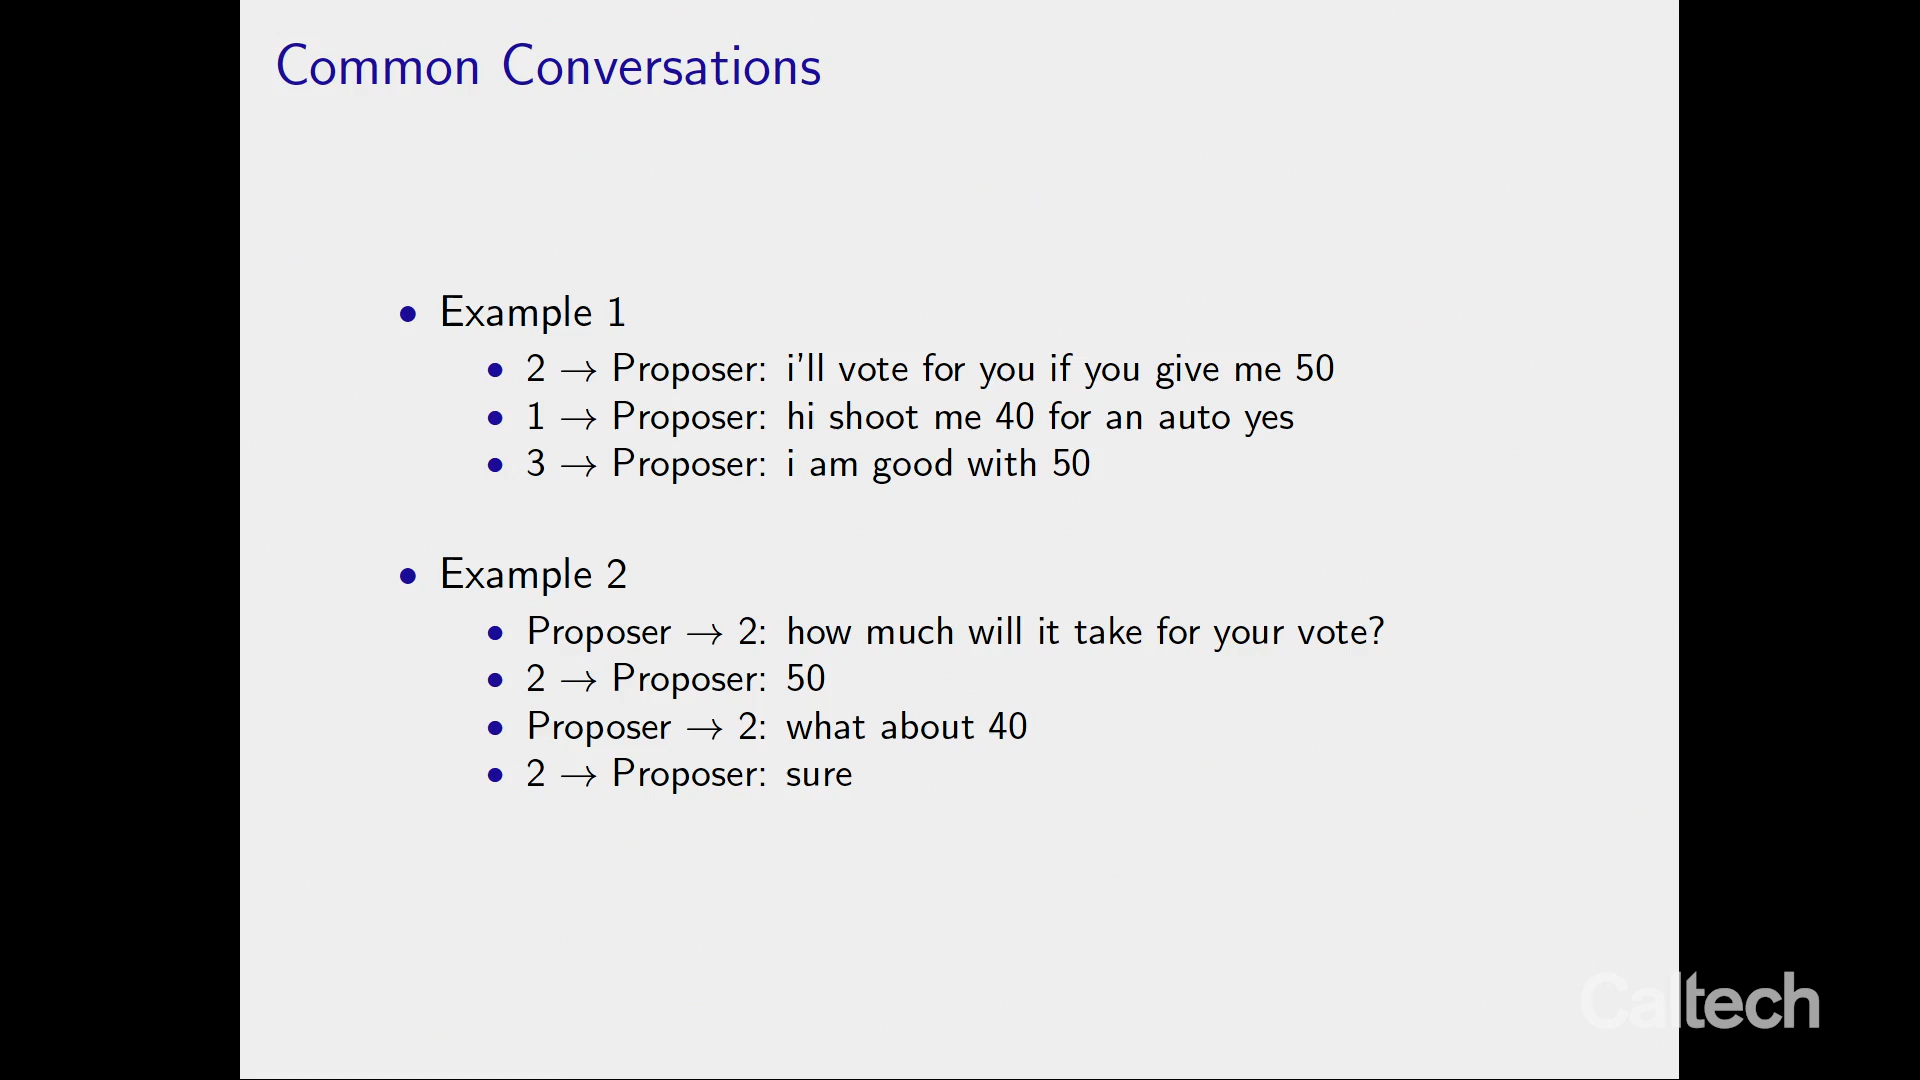 Common Conversations
• Example 1
• 2 → Proposer: i'll vote for you if you give me 50
• 1 → Proposer: hi shoot me 40 for an auto yes
• 3 → Proposer: i am good with 50
• Example 2
• Proposer → 2: how much will it take for your vote?
• 2 → Proposer: 50
• Proposer → 2: what about 40
• 2 → Proposer: sure
Caltech